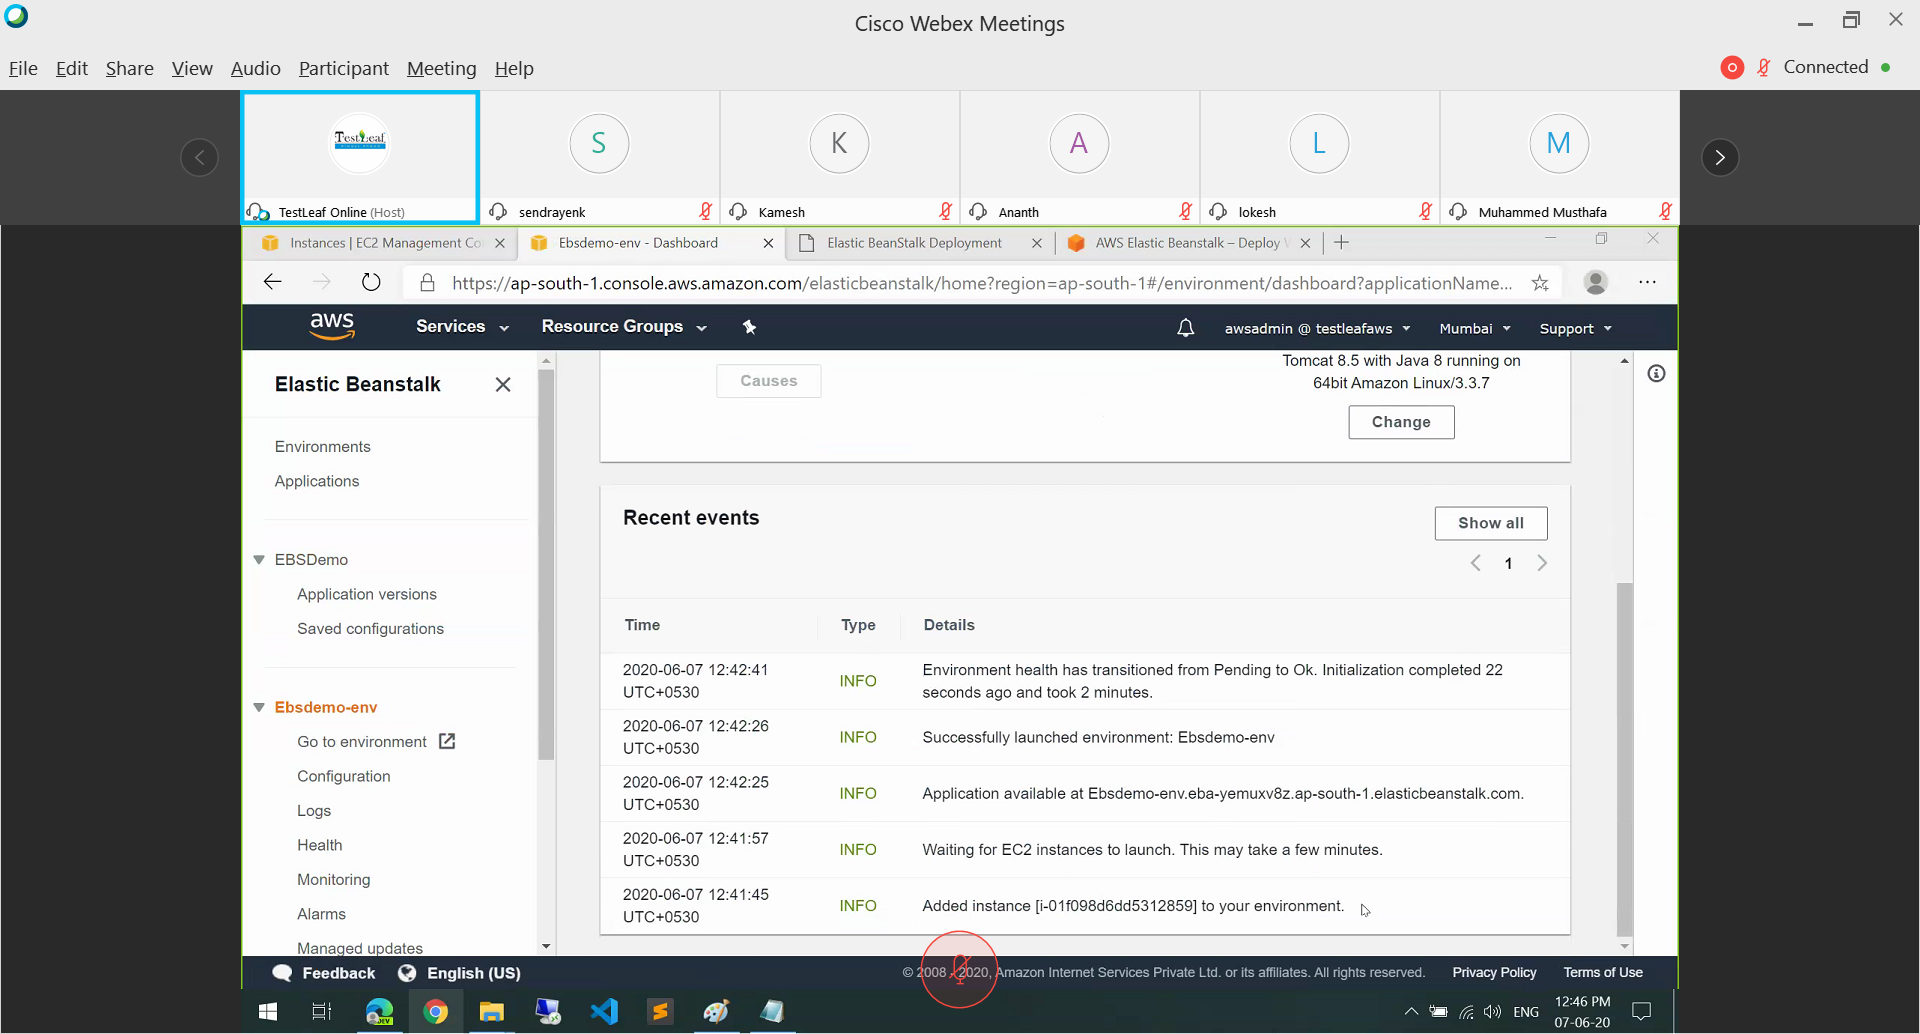 Cisco Webex Meetings
File Edit Share View Audio Participant Meeting Help
Connected
TestLeaf
S
K
A
L
M
TestLeaf Online (Host)
sendrayenk
Kamesh
Ananth
lokesh
Muhammed Musthafa
Instances | EC2 Management Co
Ebsdemo-env - Dashboard
Elastic BeanStalk Deployment
AWS Elastic Beanstalk – Deploy
https://ap-south-1.console.aws.amazon.com/elasticbeanstalk/home?region=ap-south-1#/environment/dashboard?applicationName...
aws
Services
Resource Groups
awsadmin @ testleafaws
Mumbai
Support
Elastic Beanstalk
Environments
Applications
EBSDemo
Application versions
Saved configurations
Ebsdemo-env
Go to environment
Configuration
Logs
Health
Monitoring
Alarms
Managed updates
Causes
Tomcat 8.5 with Java 8 running on
64bit Amazon Linux/3.3.7
Change
Recent events
Show all
1
Time Type Details
2020-06-07 12:42:41
UTC+0530
INFO
Environment health has transitioned from Pending to Ok. Initialization completed 22
seconds ago and took 2 minutes.
2020-06-07 12:42:26
UTC+0530
INFO
Successfully launched environment: Ebsdemo-env
2020-06-07 12:42:25
UTC+0530
INFO
Application available at Ebsdemo-env.eba-yemuxv8z.ap-south-1.elasticbeanstalk.com.
2020-06-07 12:41:57
UTC+0530
INFO
Waiting for EC2 instances to launch. This may take a few minutes.
2020-06-07 12:41:45
UTC+0530
INFO
Added instance [i-01f098d6dd5312859] to your environment.
Feedback
English (US)
© 2008 - 2020, Amazon Internet Services Private Ltd. or its affiliates. All rights reserved.
Privacy Policy
Terms of Use
DEV
ENG
12:46 PM
07-06-20